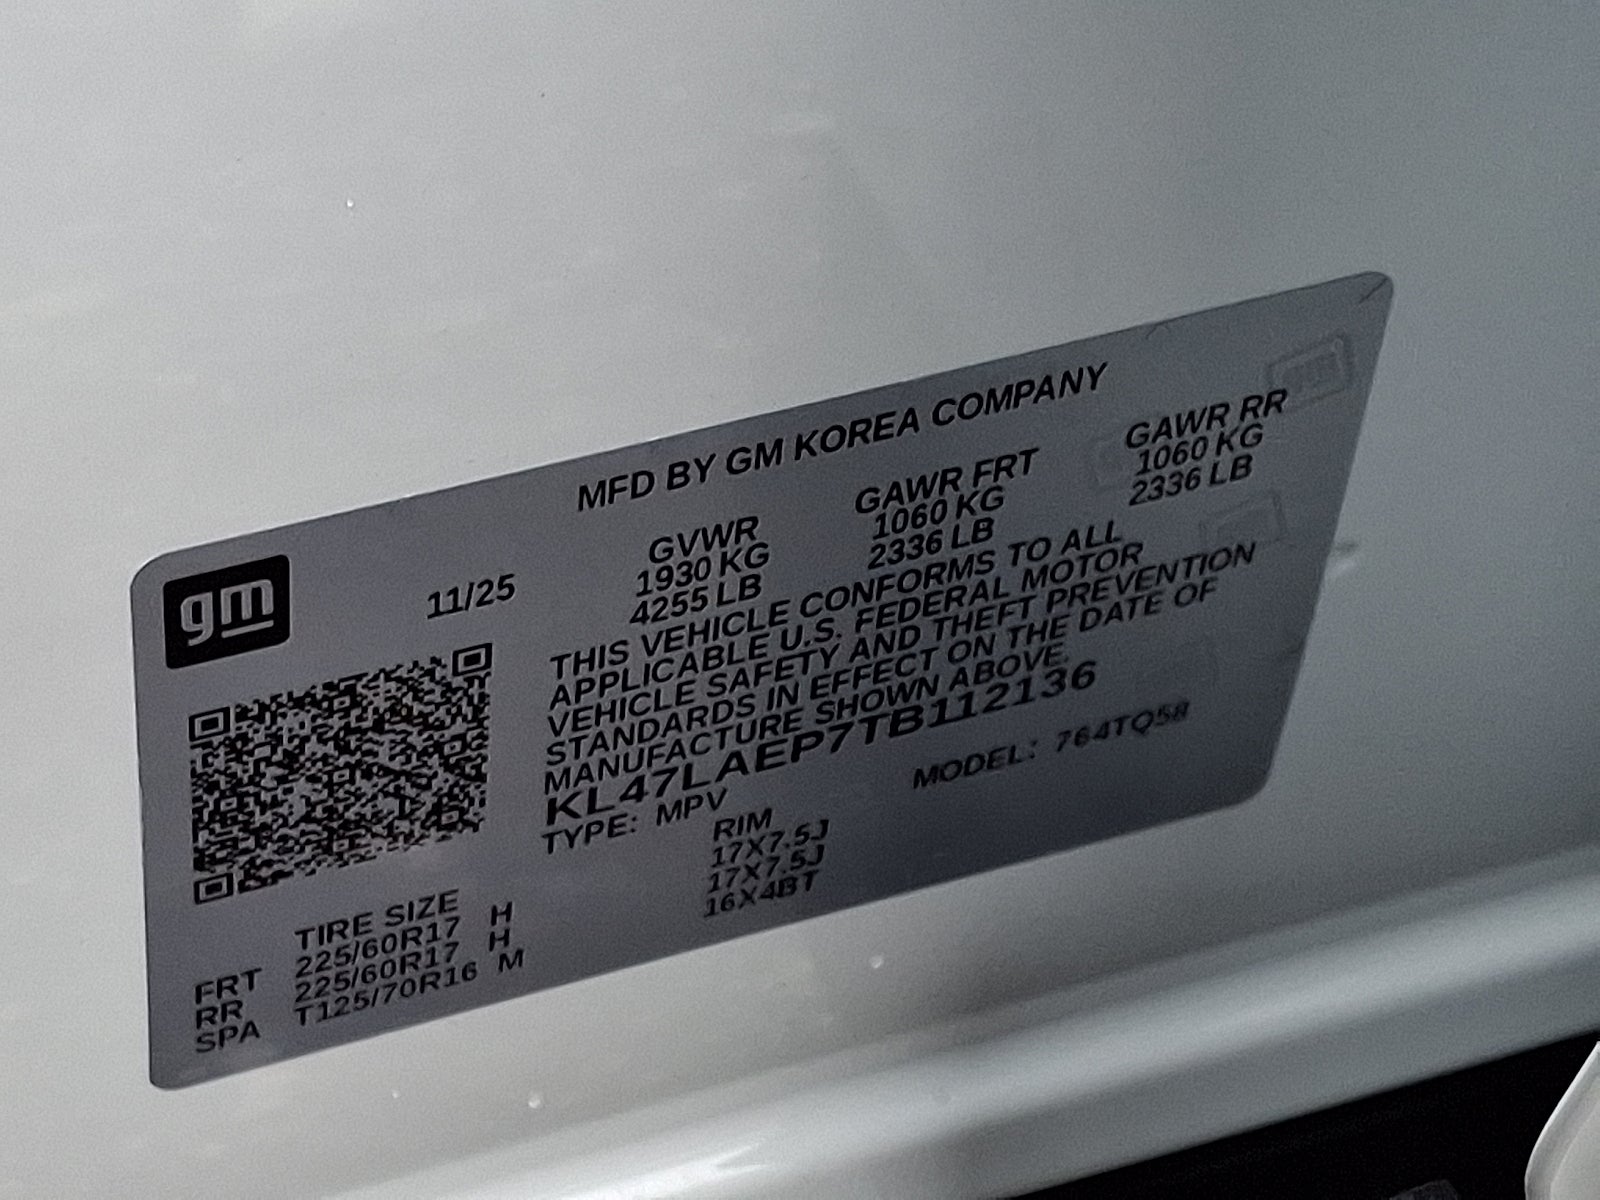 MFD BY GM KOREA COMPANY
gm
11/25
GVWR GAWR FRT GAWR RR
1930 KG 1060 KG 1060 KG
4255 LB 2336 LB 2336 LB
THIS VEHICLE CONFORMS TO ALL
APPLICABLE U.S. FEDERAL MOTOR
VEHICLE SAFETY AND THEFT PREVENTION
STANDARDS IN EFFECT ON THE DATE OF
MANUFACTURE SHOWN ABOVE.
KL47LAEP7TB112136
TYPE: MPV MODEL: 764TQ58
TIRE SIZE RIM
FRT 225/60R17 H 17X7.5J
RR 225/60R17 H 17X7.5J
SPA T125/70R16 M 16X4BT